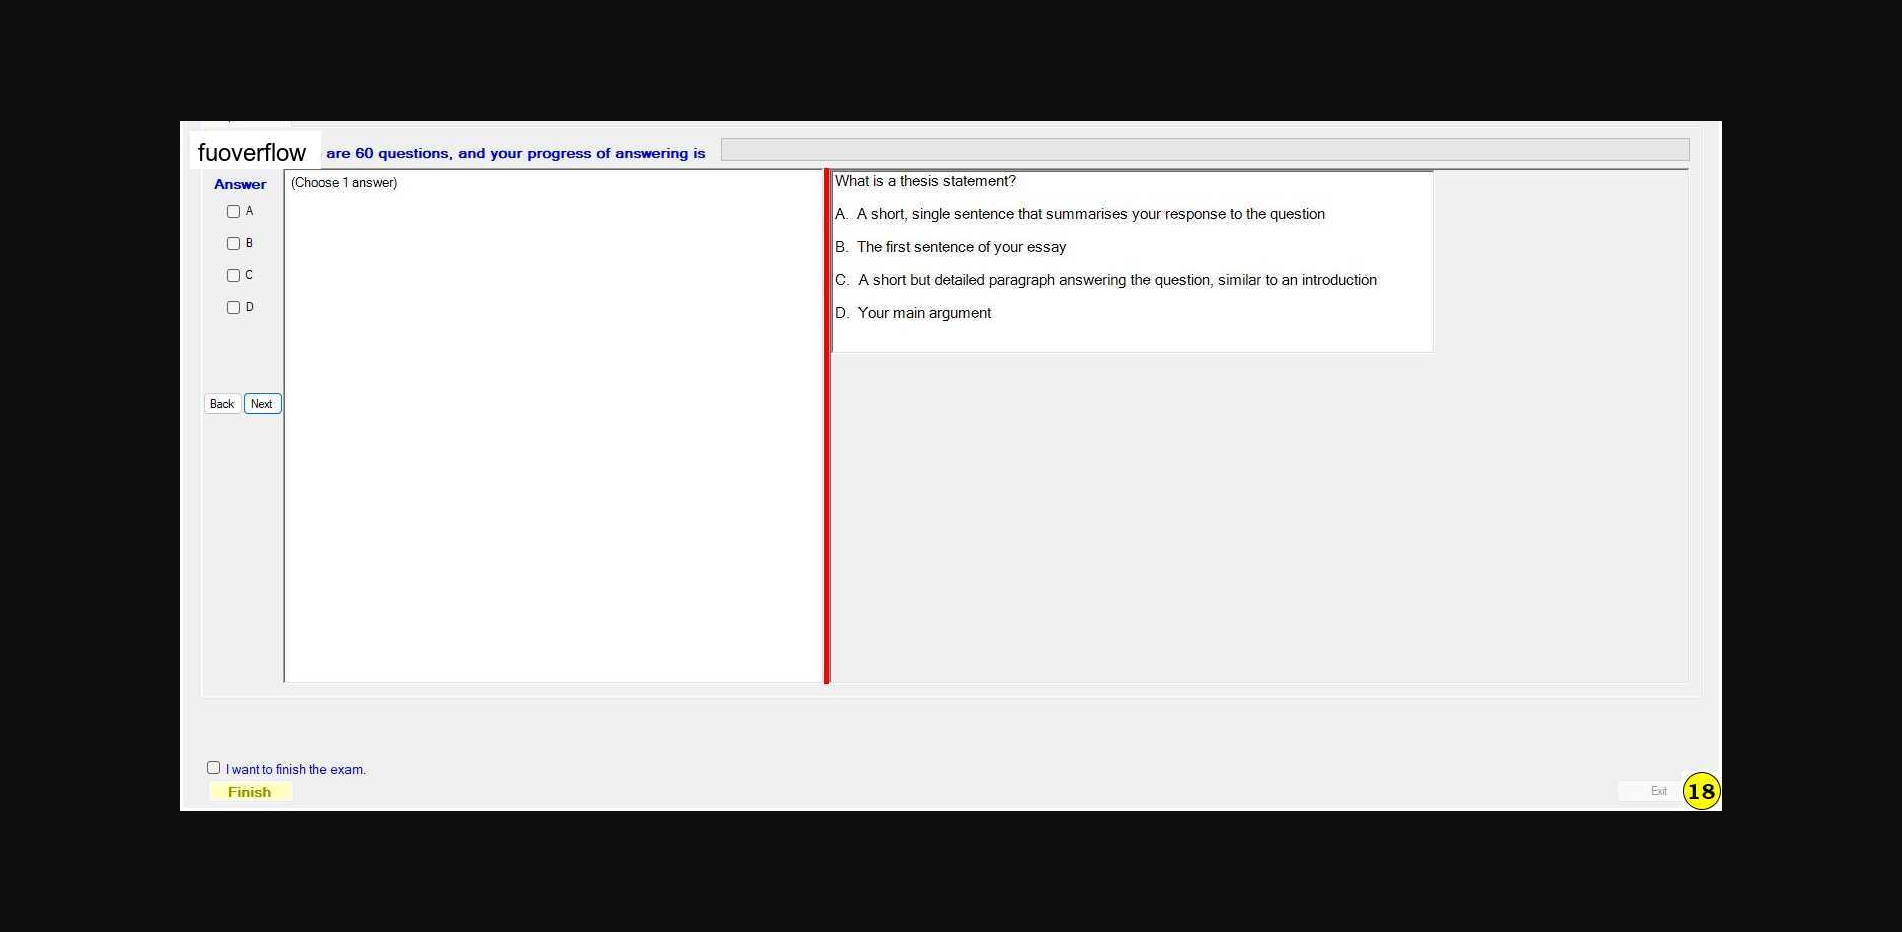 fuoverflow are 60 questions, and your progress of answering is
Answer
(Choose 1 answer)
A
B
C
D
Back Next
What is a thesis statement?
A. A short, single sentence that summarises your response to the question
B. The first sentence of your essay
C. A short but detailed paragraph answering the question, similar to an introduction
D. Your main argument
I want to finish the exam.
Finish
Exit
18